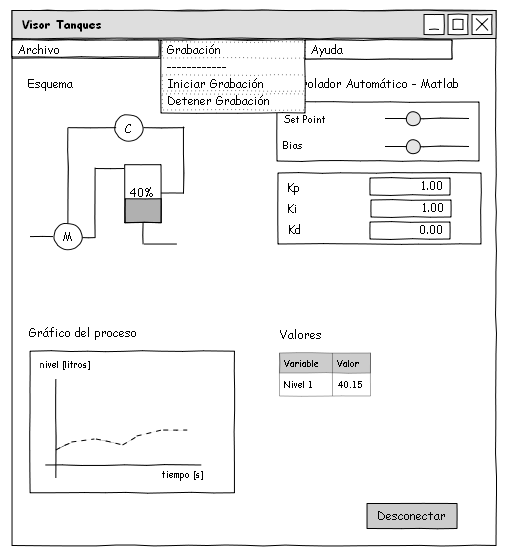 Visor Tanques
Archivo
Grabación
Ayuda
------------
Iniciar Grabación
Detener Grabación
Esquema
rolador Automático - Matlab
C
40%
M
Set Point
Bias
Kp 1.00
Ki 1.00
Kd 0.00
Gráfico del proceso
nivel [litros]
tiempo [s]
Valores
Variable Valor
Nivel 1 40.15
Desconectar